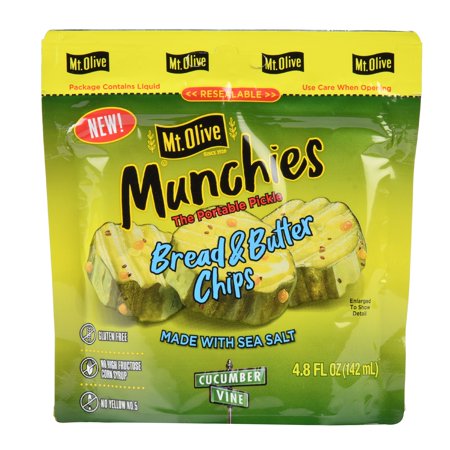 Mt. Olive Mt. Olive Mt. Olive Mt. Olive
Package Contains Liquid Use Care When Opening
<< RESEALABLE >>
NEW!
Mt. Olive
Since 1926
Munchies
The Portable Pickle
Bread & Butter
Chips
Enlarged
To Show
Detail
MADE WITH SEA SALT
GLUTEN FREE
NO HIGH FRUCTOSE
CORN SYRUP
NO YELLOW NO. 5
4.8 FL OZ (142 mL)
CUCUMBER
VINE